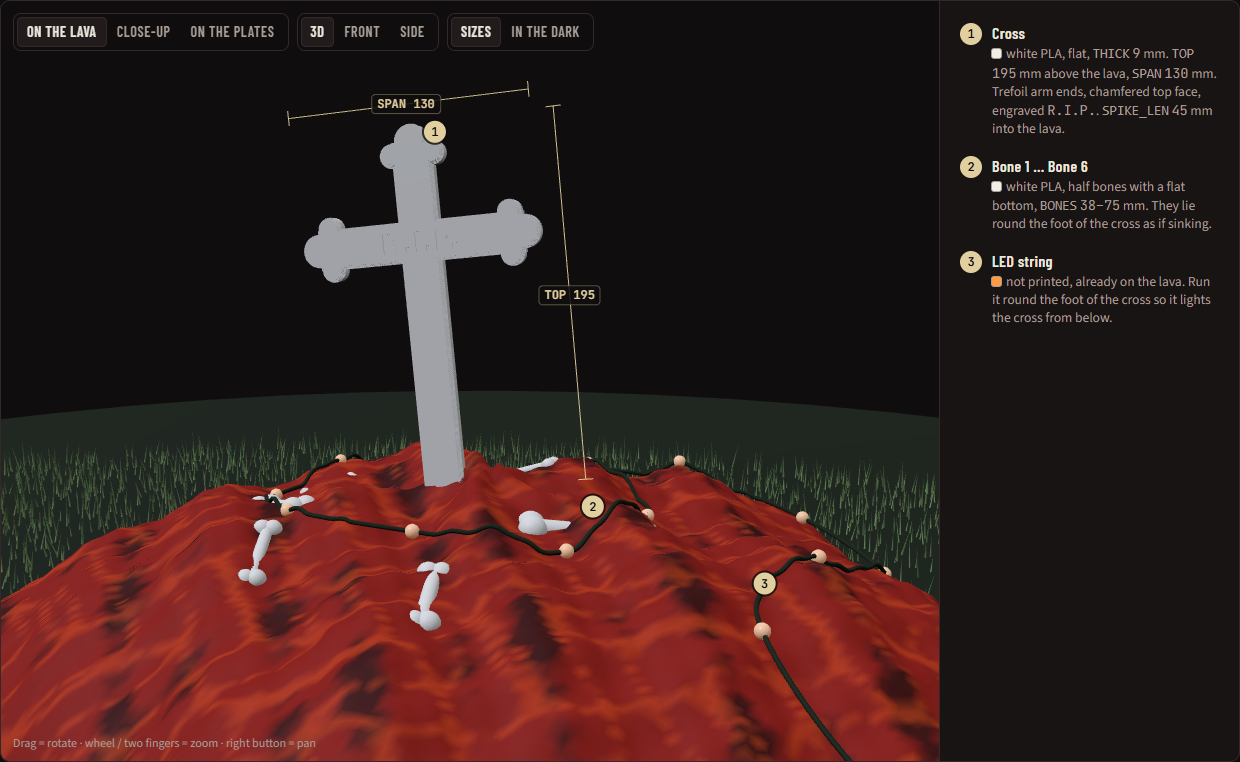 ON THE LAVA CLOSE-UP ON THE PLATES 3D FRONT SIDE SIZES IN THE DARK
SPAN 130
1
TOP 195
2
3
Drag = rotate · wheel / two fingers = zoom · right button = pan
1 Cross
white PLA, flat, THICK 9 mm. TOP
195 mm above the lava, SPAN 130 mm.
Trefoil arm ends, chamfered top face,
engraved R.I.P.. SPIKE_LEN 45 mm
into the lava.
2 Bone 1 … Bone 6
white PLA, half bones with a flat
bottom, BONES 38–75 mm. They lie
round the foot of the cross as if sinking.
3 LED string
not printed, already on the lava. Run
it round the foot of the cross so it lights
the cross from below.